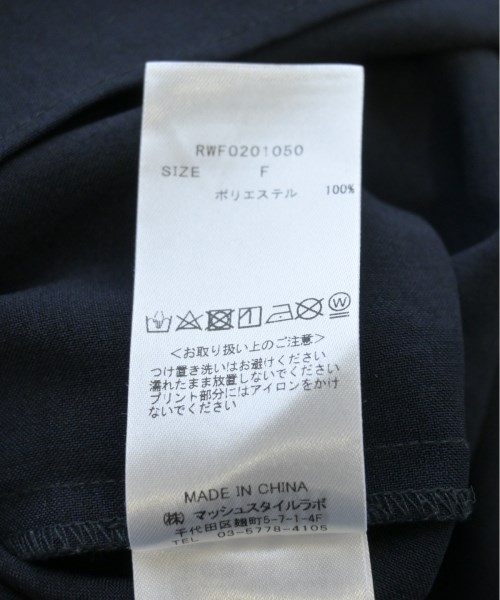 RWF0201050
SIZE F
ポリエステル 100%
W
<お取り扱い上のご注意>
つけ置き洗いはお避けください
濡れたまま放置しないでください
プリント部分にはアイロンをかけ
ないでください
MADE IN CHINA
(株) マッシュスタイルラボ
千代田区麹町5-7-1-4F
TEL 03-5778-4105